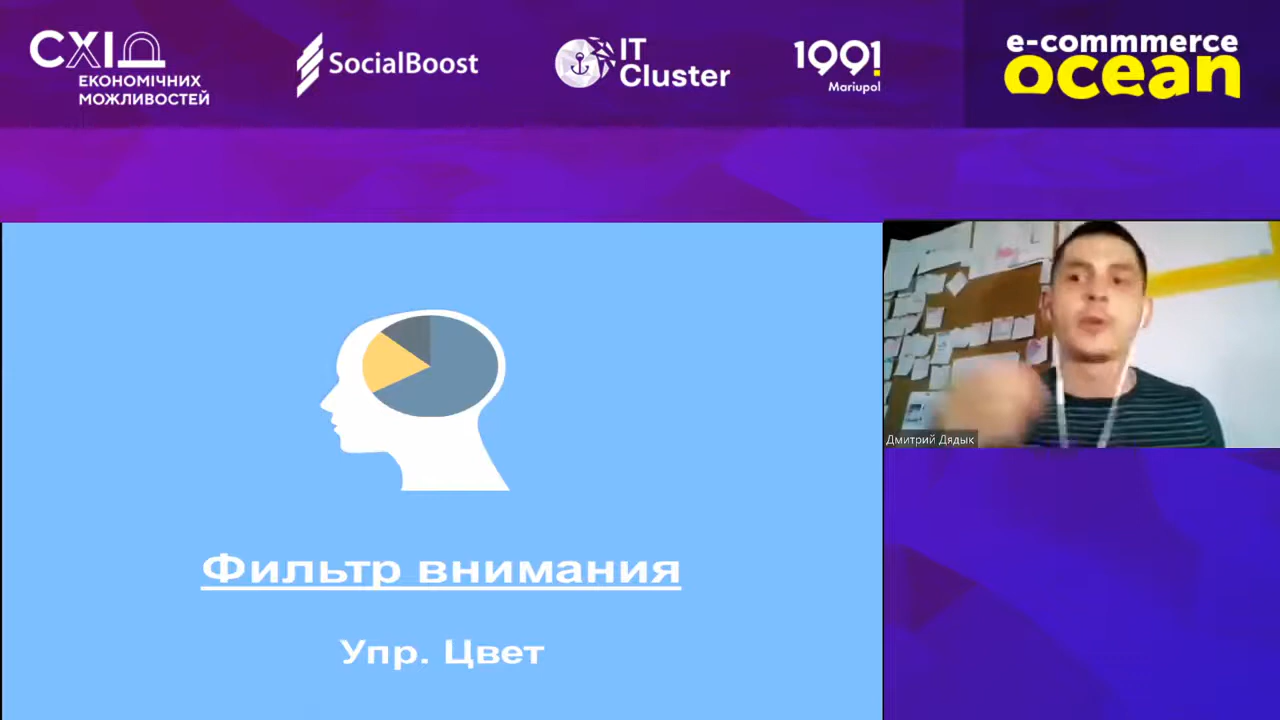 СХІД
ЕКОНОМІЧНИХ
МОЖЛИВОСТЕЙ
SocialBoost
IT
Cluster
1991
Mariupol
e-commmerce
ocean
Дмитрий Дядык
Фильтр внимания
Упр. Цвет